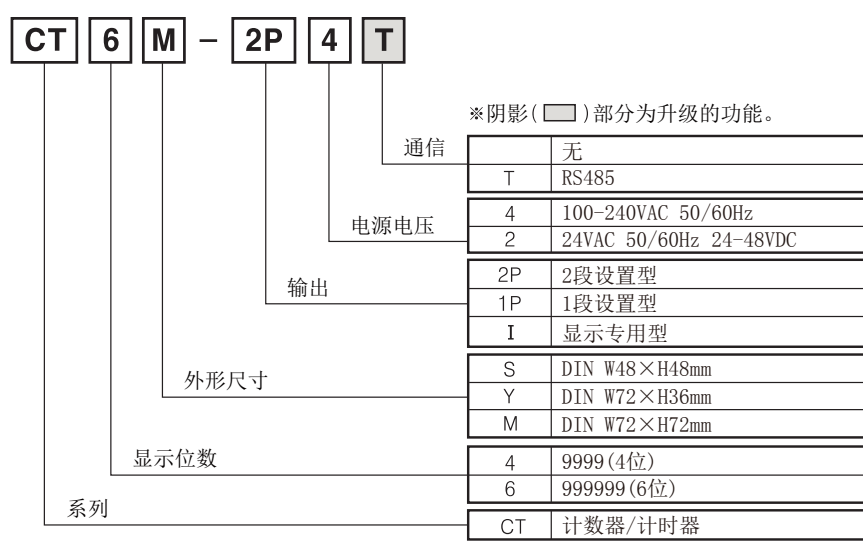 CT 6 M - 2P 4 T
※阴影( )部分为升级的功能。
通信
无
T RS485
电源电压
4 100-240VAC 50/60Hz
2 24VAC 50/60Hz 24-48VDC
输出
2P 2段设置型
1P 1段设置型
I 显示专用型
外形尺寸
S DIN W48×H48mm
Y DIN W72×H36mm
M DIN W72×H72mm
显示位数
4 9999(4位)
6 999999(6位)
系列
CT 计数器/计时器